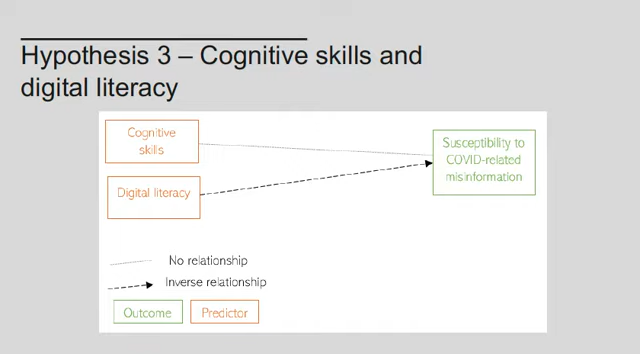 Hypothesis 3 – Cognitive skills and
digital literacy
Cognitive
skills
Susceptibility to
COVID-related
misinformation
Digital literacy
No relationship
Inverse relationship
Outcome
Predictor